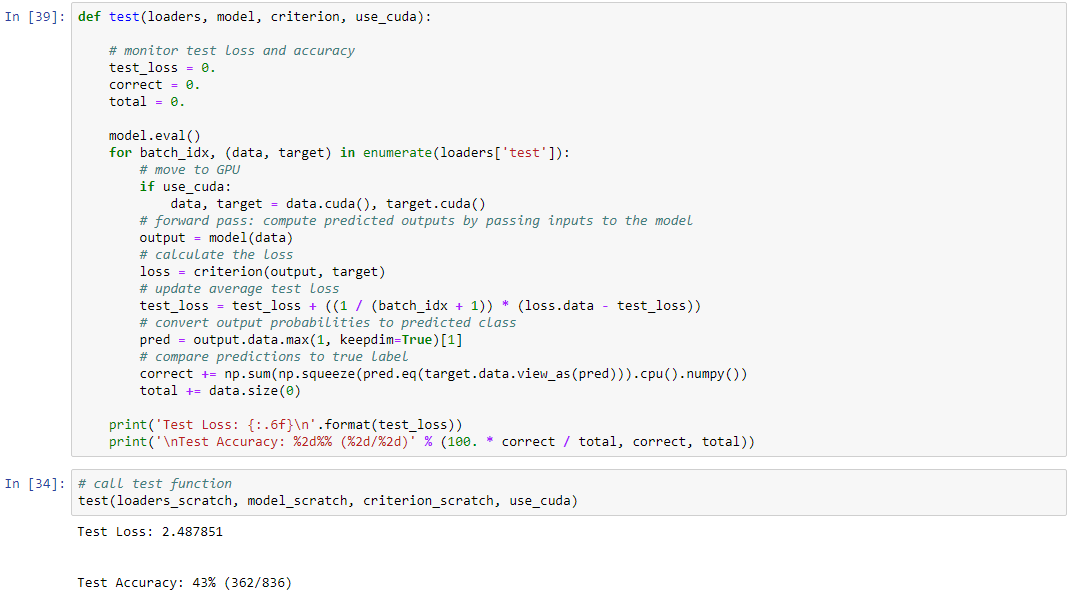 In [39]: def test(loaders, model, criterion, use_cuda):
# monitor test loss and accuracy
test_loss = 0.
correct = 0.
total = 0.
model.eval()
for batch_idx, (data, target) in enumerate(loaders['test']):
# move to GPU
if use_cuda:
data, target = data.cuda(), target.cuda()
# forward pass: compute predicted outputs by passing inputs to the model
output = model(data)
# calculate the loss
loss = criterion(output, target)
# update average test loss
test_loss = test_loss + ((1 / (batch_idx + 1)) * (loss.data - test_loss))
# convert output probabilities to predicted class
pred = output.data.max(1, keepdim=True)[1]
# compare predictions to true label
correct += np.sum(np.squeeze(pred.eq(target.data.view_as(pred))).cpu().numpy())
total += data.size(0)
print('Test Loss: {:.6f}\n'.format(test_loss))
print('\nTest Accuracy: %2d%% (%2d/%2d)' % (100. * correct / total, correct, total))
In [34]: # call test function
test(loaders_scratch, model_scratch, criterion_scratch, use_cuda)
Test Loss: 2.487851
Test Accuracy: 43% (362/836)